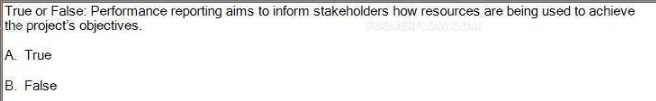 True or False: Performance reporting aims to inform stakeholders how resources are being used to achieve
the project's objectives.
A. True
B. False